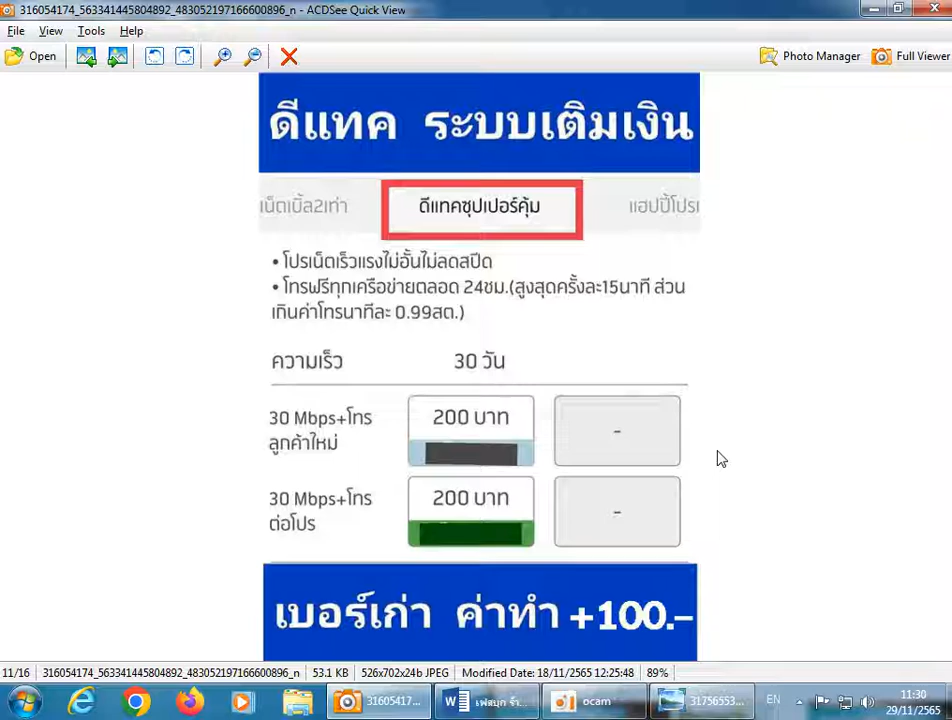 316054174_563341445804892_483052197166600896_n - ACDSee Quick View
File View Tools Help
Open Photo Manager Full Viewer
ดีแทค ระบบเติมเงิน
เน็ตเบิ้ล2เท่า ดีแทคซุปเปอร์คุ้ม แฮปปี้โปรเ
• โปรเน็ตเร็วแรงไม่อั้นไม่ลดสปีด
• โทรฟรีทุกเครือข่ายตลอด 24ชม.(สูงสุดครั้งละ15นาที ส่วน
เกินค่าโทรนาทีละ 0.99สต.)
ความเร็ว 30 วัน
30 Mbps+โทร 200 บาท -
ลูกค้าใหม่
30 Mbps+โทร 200 บาท -
ต่อโปร
เบอร์เก่า ค่าทำ +100.-
11/16 316054174_563341445804892_483052197166600896_n 53.1 KB 526x702x24b JPEG Modified Date: 18/11/2565 12:25:48 89%
31605417... เฟสบุก ร้า... ocam 31756553... EN 11:30
29/11/2565